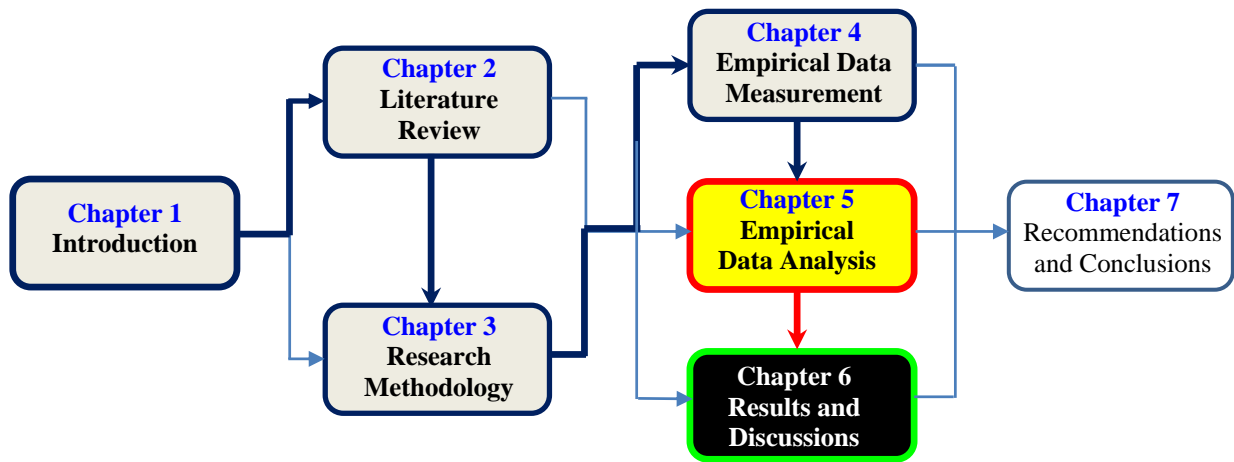 Chapter 1
Introduction
Chapter 2
Literature
Review
Chapter 3
Research
Methodology
Chapter 4
Empirical Data
Measurement
Chapter 5
Empirical
Data Analysis
Chapter 6
Results and
Discussions
Chapter 7
Recommendations
and Conclusions